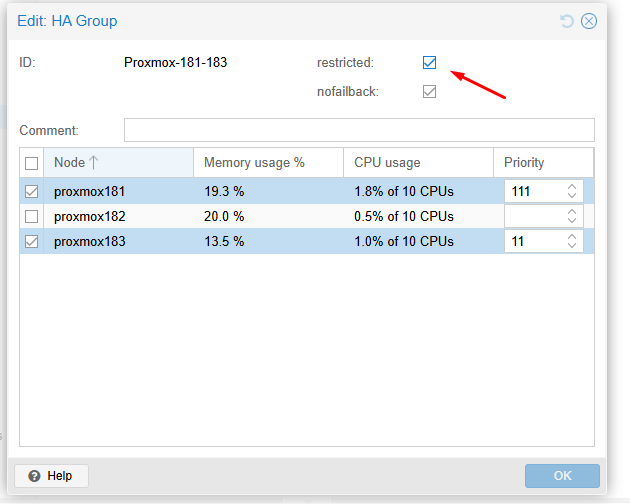 Edit: HA Group
ID: Proxmox-181-183 restricted:
nofailback:
Comment:
Node Memory usage % CPU usage Priority
proxmox181 19.3 % 1.8% of 10 CPUs 111
proxmox182 20.0 % 0.5% of 10 CPUs
proxmox183 13.5 % 1.0% of 10 CPUs 11
Help OK